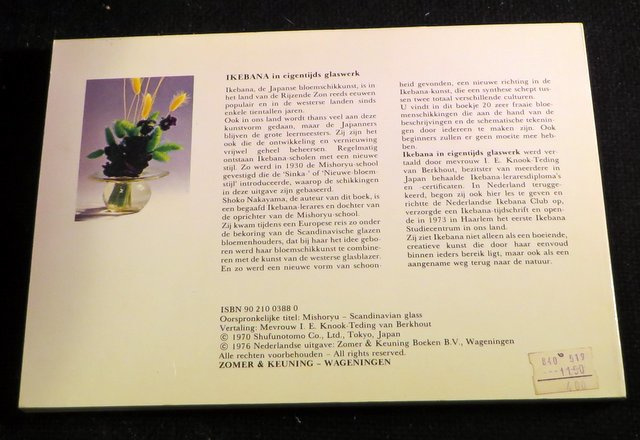 IKEBANA in eigentijds glaswerk
Ikebana, de Japanse bloemschikkunst, is in
het land van de Rijzende Zon reeds eeuwen
populair en in de westerse landen sinds
enkele tientallen jaren.
Ook in ons land wordt thans veel aan deze
kunstvorm gedaan, maar de Japanners
blijven de grote leermeesters. Zij zijn het
ook die de ontwikkeling en vernieuwing
vrijwel geheel beheersen. Regelmatig
ontstaan Ikebana-scholen met een nieuwe
stijl. Zo werd in 1930 de Mishoryu-school
gevestigd die de 'Sinka-' of 'Nieuwe-bloem-
stijl' introduceerde, waarop de schikkingen
in deze uitgave zijn gebaseerd.
Shoko Nakayama, de auteur van dit boek, is
een begaafd Ikebana-lerares en dochter van
de oprichter van de Mishoryu-school.
Zij kwam tijdens een Europese reis zo onder
de bekoring van de Scandinavische glazen
bloemenhouders, dat bij haar het idee gebo-
ren werd haar bloemschikkunst te combine-
ren met de kunst van de westerse glasblazer.
En zo werd een nieuwe vorm van schoon-
heid gevonden, een nieuwe richting in de
Ikebana-kunst, die een synthese schept tus-
sen twee totaal verschillende culturen.
U vindt in dit boekje 20 zeer fraaie bloem-
schikkingen die aan de hand van de
beschrijvingen en de schematische tekenin-
gen door iedereen te maken zijn. Ook
beginners zullen er geen moeite mee heb-
ben.
Ikebana in eigentijds glaswerk werd ver-
taald door mevrouw I. E. Knook-Teding
van Berkhout, bezitster van meerdere in
Japan behaalde Ikebana-leraresdiploma's
en -certificaten. In Nederland terugge-
keerd, begon zij ook hier les te geven en
richtte de Nederlandse Ikebana Club op,
verzorgde een Ikebana-tijdschrift en open-
de in 1973 in Haarlem het eerste Ikebana
Studiecentrum in ons land.
Zij ziet Ikebana niet alleen als een boeiende,
creatieve kunst die door haar eenvoud
binnen ieders bereik ligt, maar ook als een
aangename weg terug naar de natuur.
ISBN 90 210 0388 0
Oorspronkelijke titel: Mishoryu – Scandinavian glass
Vertaling: Mevrouw I. E. Knook-Teding van Berkhout
© 1970 Shufunotomo Co., Ltd., Tokyo, Japan
© 1976 Nederlandse uitgave: Zomer & Keuning Boeken B.V., Wageningen
Alle rechten voorbehouden – All rights reserved.
ZOMER & KEUNING – WAGENINGEN